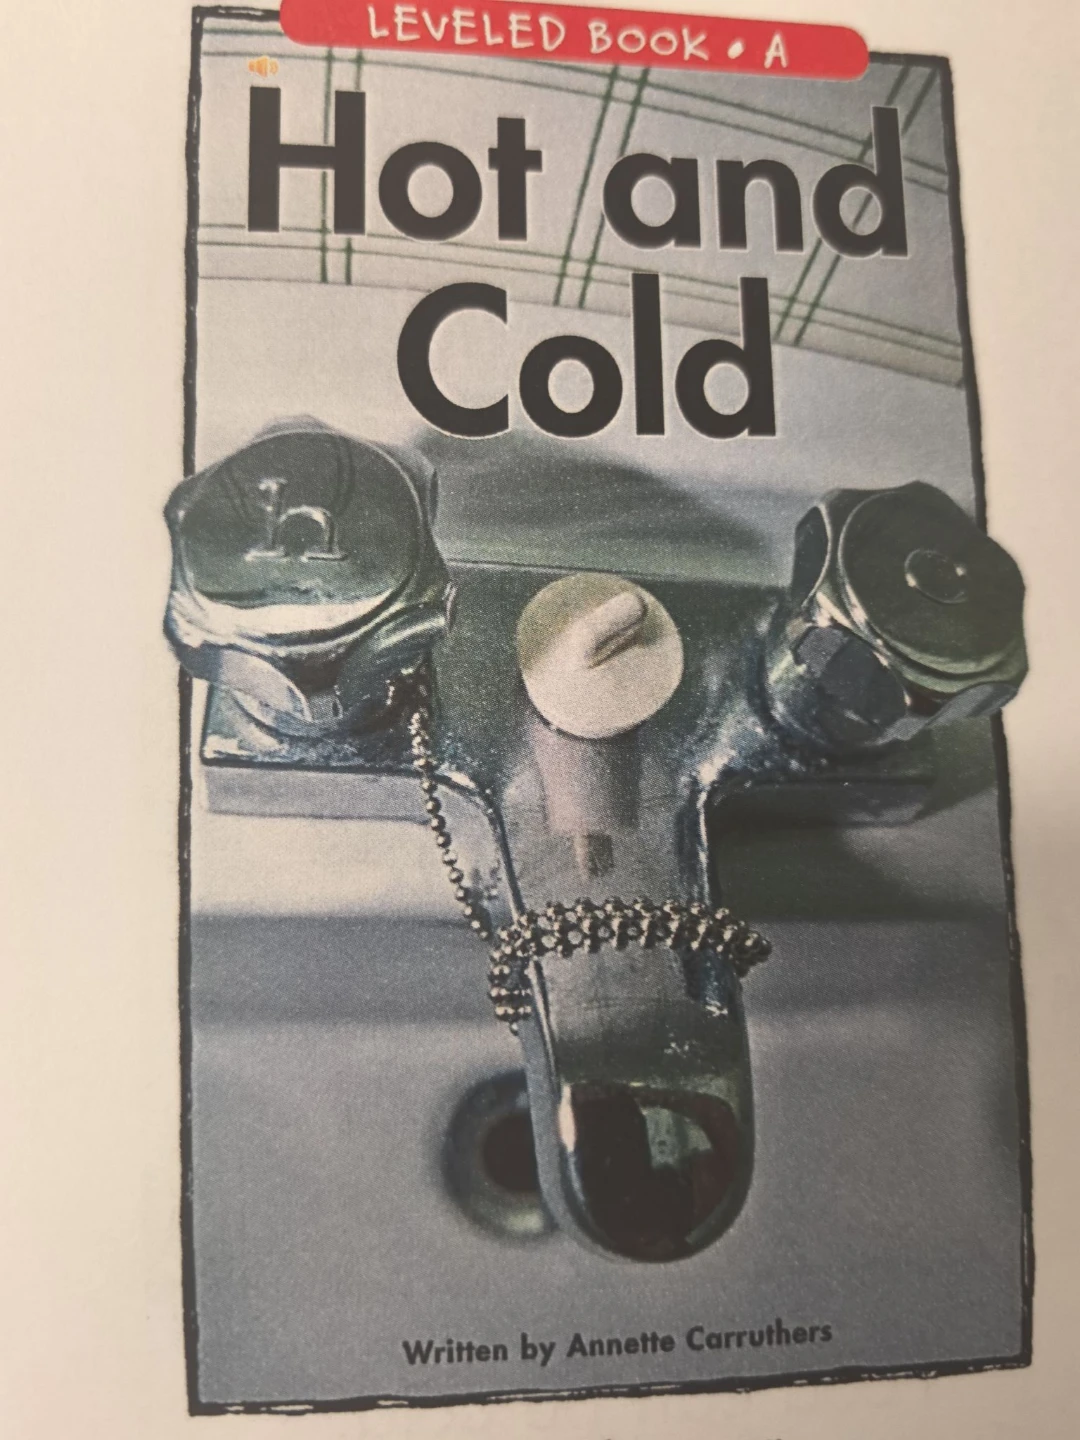 LEVELED BOOK • A
Hot and
Cold
h
c
Written by Annette Carruthers